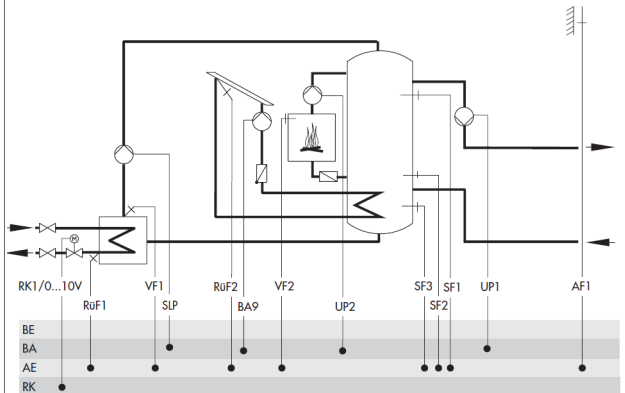 M
RK1/0...10V VF1 RüF2 VF2 SF3 SF1 UP1 AF1
RüF1 SLP BA9 UP2 SF2
BE
BA
AE
RK